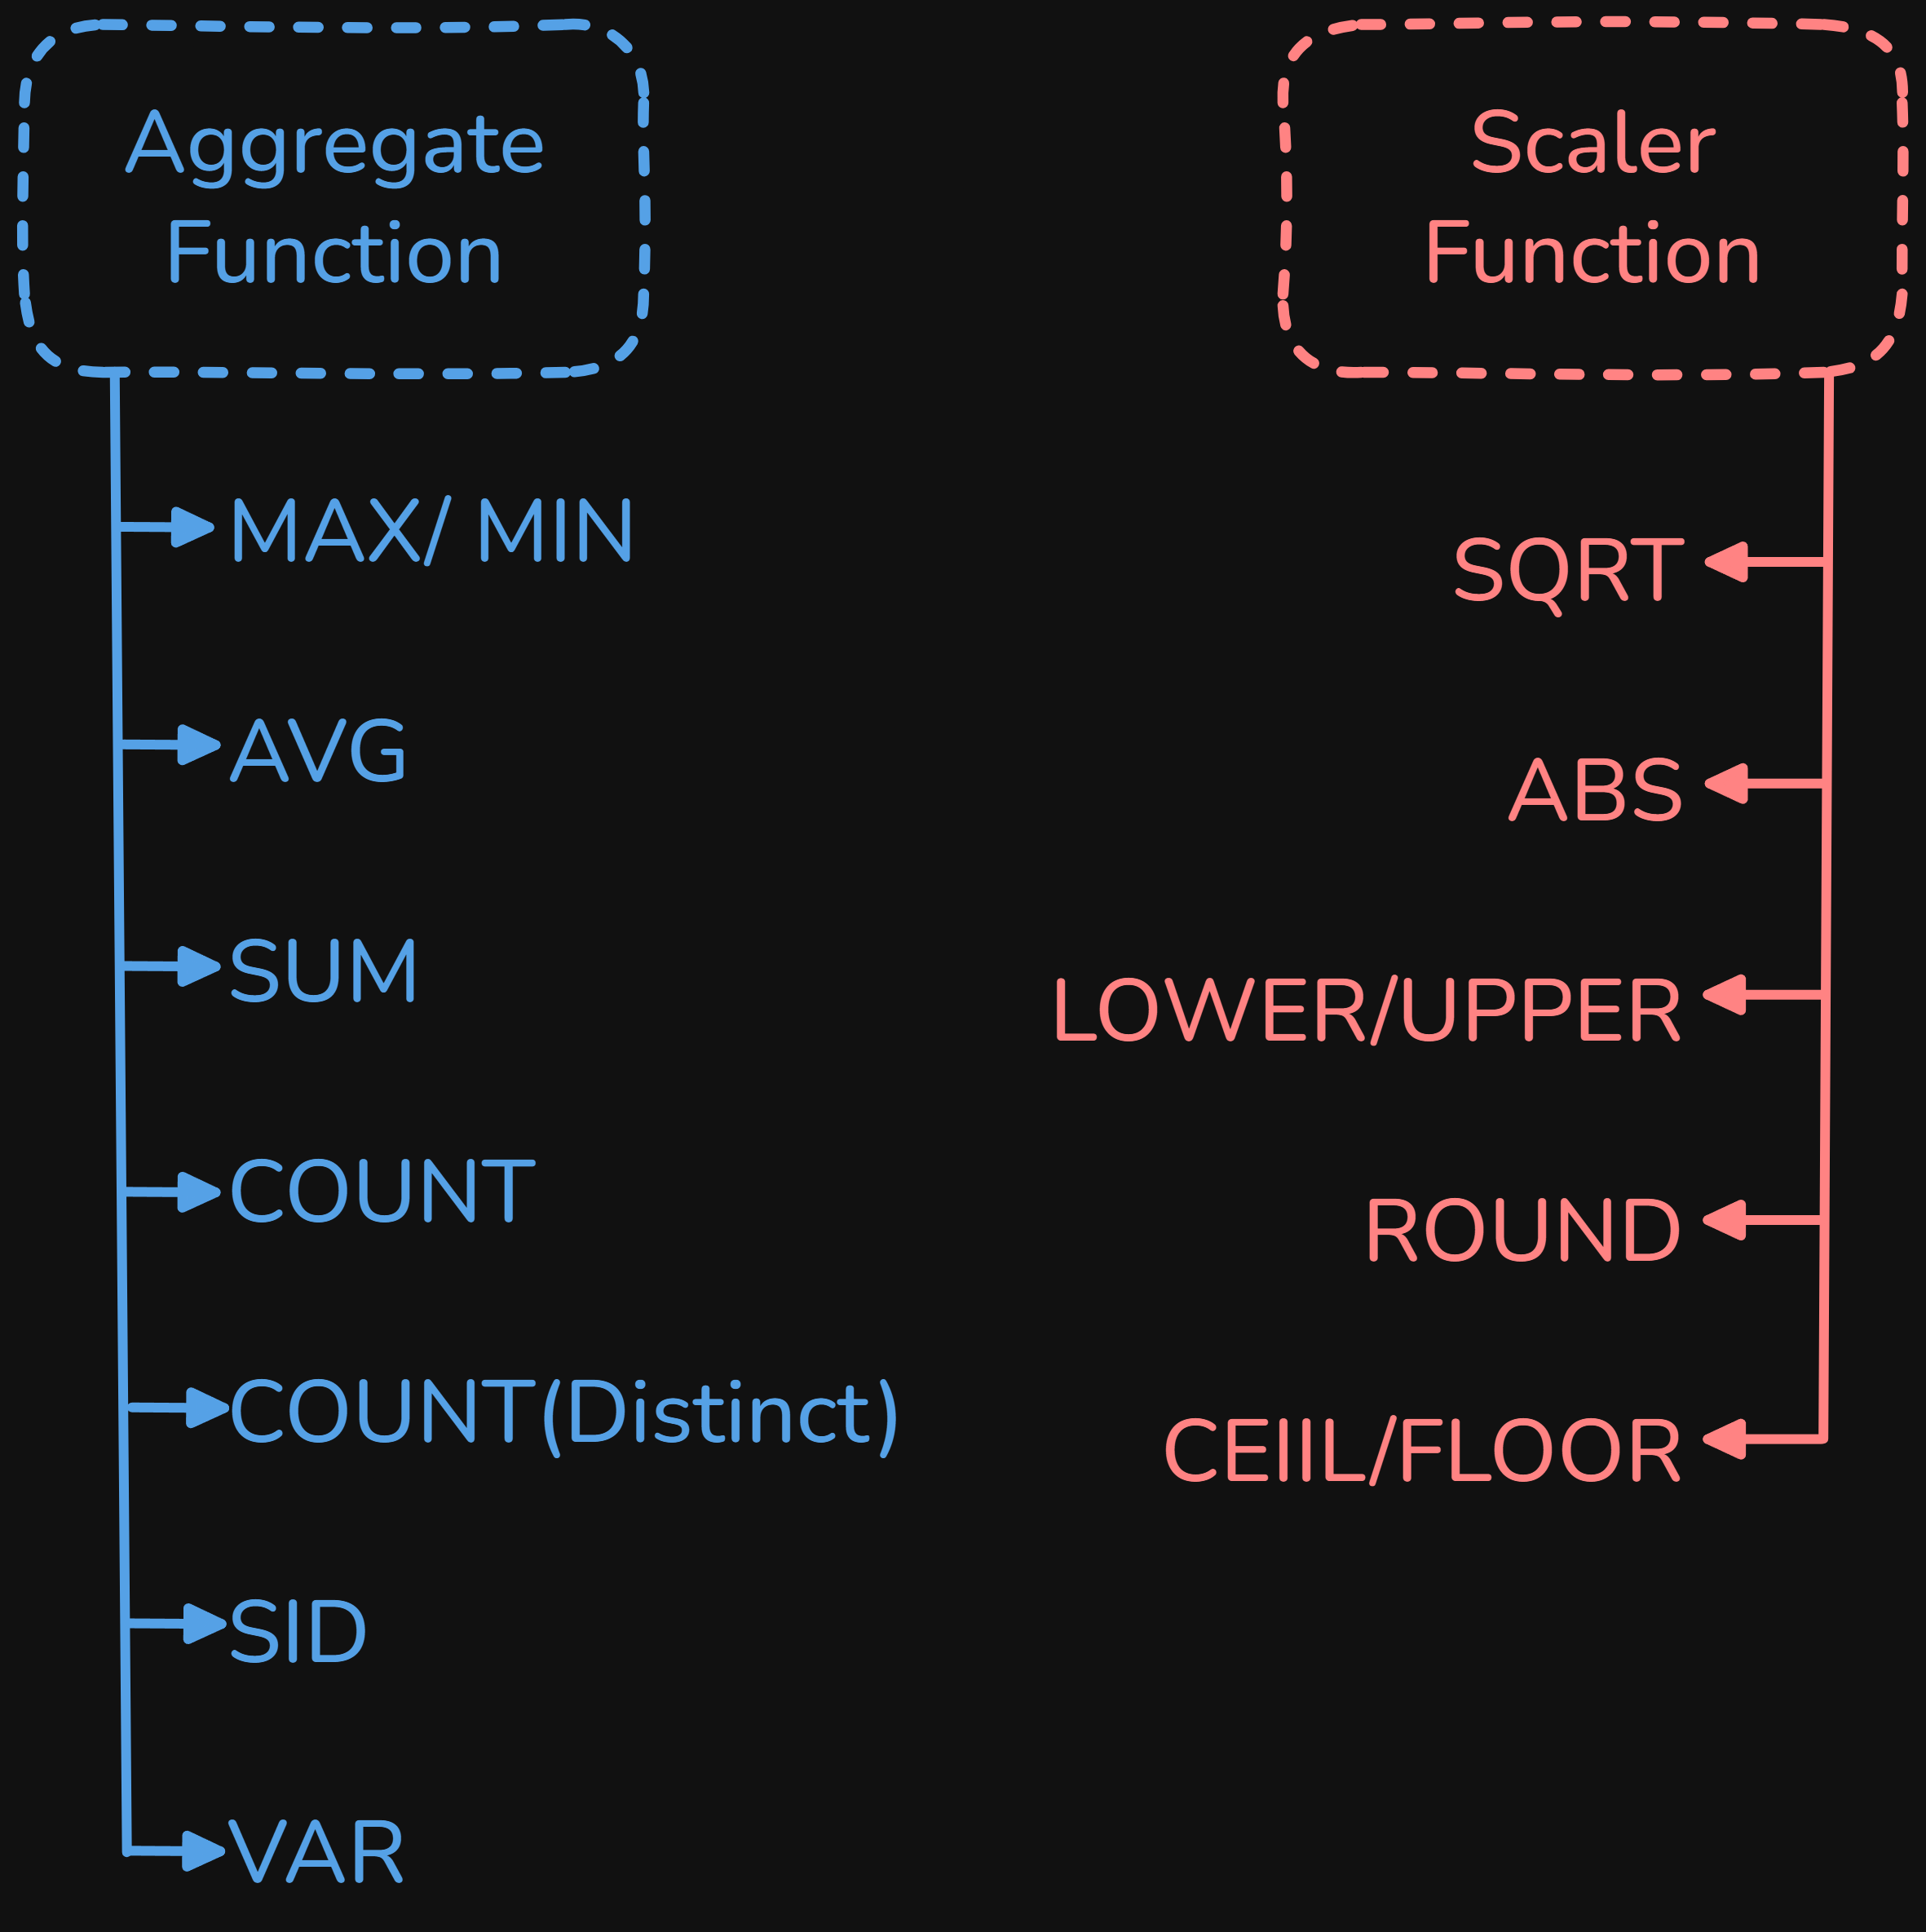 Aggregate
Function
MAX/ MIN
AVG
SUM
COUNT
COUNT(Distinct)
SID
VAR
Scaler
Function
SQRT
ABS
LOWER/UPPER
ROUND
CEIIL/FLOOR